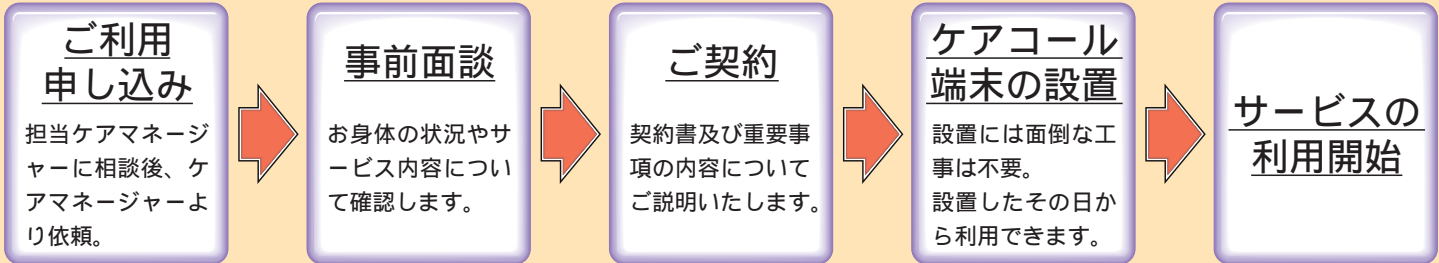 ご利用
申し込み
担当ケアマネージ
ャーに相談後、ケ
アマネージャーよ
り依頼。
事前面談
お身体の状況やサ
ービス内容につい
て確認します。
ご契約
契約書及び重要事
項の内容について
ご説明いたします。
ケアコール
端末の設置
設置には面倒な工
事は不要。
設置したその日か
ら利用できます。
サービスの
利用開始